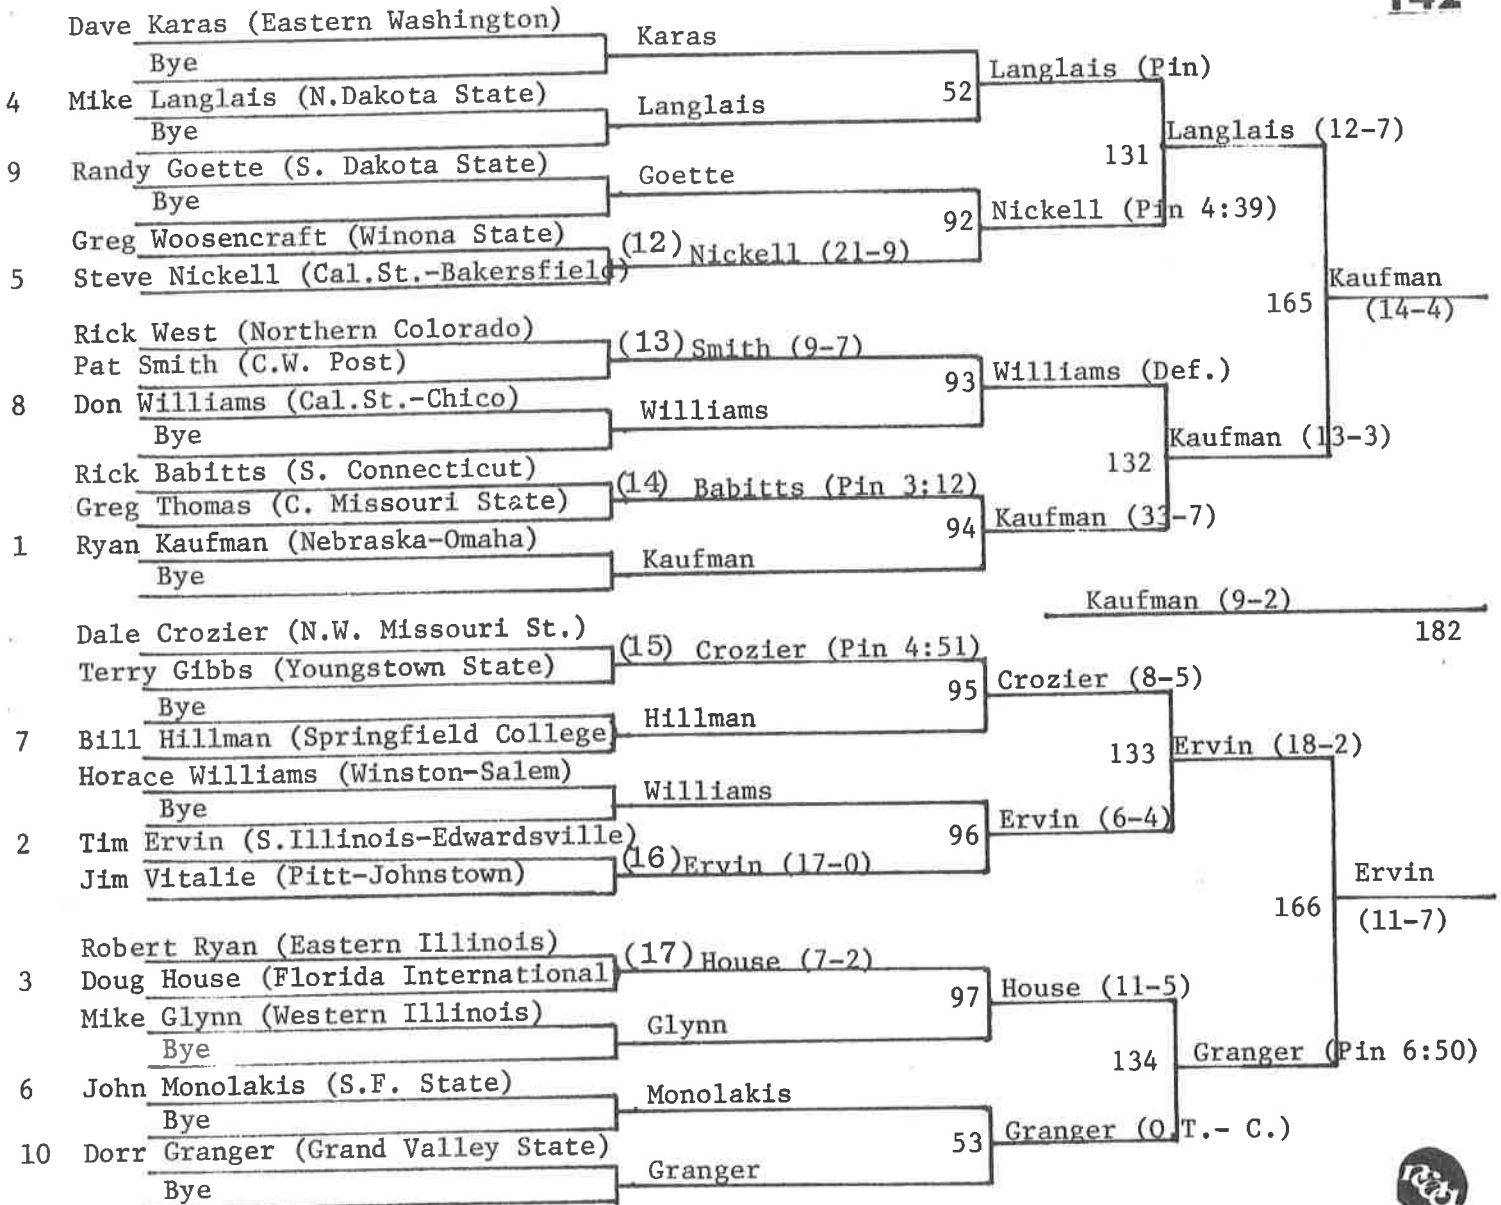 142
Dave Karas (Eastern Washington)
Karas
Bye
Langlais (Pin)
4 Mike Langlais (N.Dakota State)
Langlais
52
Bye
Langlais (12-7)
131
9 Randy Goette (S. Dakota State)
Goette
Bye
Nickell (Pin 4:39)
92
Greg Woosencraft (Winona State)
(12) Nickell (21-9)
5 Steve Nickell (Cal.St.-Bakersfield)
Kaufman
165
(14-4)
Rick West (Northern Colorado)
(13) Smith (9-7)
Pat Smith (C.W. Post)
Williams (Def.)
93
8 Don Williams (Cal.St.-Chico)
Williams
Bye
Kaufman (13-3)
132
Rick Babitts (S. Connecticut)
(14) Babitts (Pin 3:12)
Greg Thomas (C. Missouri State)
Kaufman (33-7)
94
1 Ryan Kaufman (Nebraska-Omaha)
Kaufman
Bye
Kaufman (9-2)
182
Dale Crozier (N.W. Missouri St.)
(15) Crozier (Pin 4:51)
Terry Gibbs (Youngstown State)
Crozier (8-5)
95
Bye
Hillman
7 Bill Hillman (Springfield College)
Ervin (18-2)
133
Horace Williams (Winston-Salem)
Williams
Bye
Ervin (6-4)
96
2 Tim Ervin (S.Illinois-Edwardsville)
(16) Ervin (17-0)
Jim Vitalie (Pitt-Johnstown)
Ervin
166
(11-7)
Robert Ryan (Eastern Illinois)
(17) House (7-2)
3 Doug House (Florida International)
House (11-5)
97
Mike Glynn (Western Illinois)
Glynn
Bye
Granger (Pin 6:50)
134
6 John Monolakis (S.F. State)
Monolakis
Bye
Granger (O.T.- C.)
53
10 Dorr Granger (Grand Valley State)
Granger
Bye